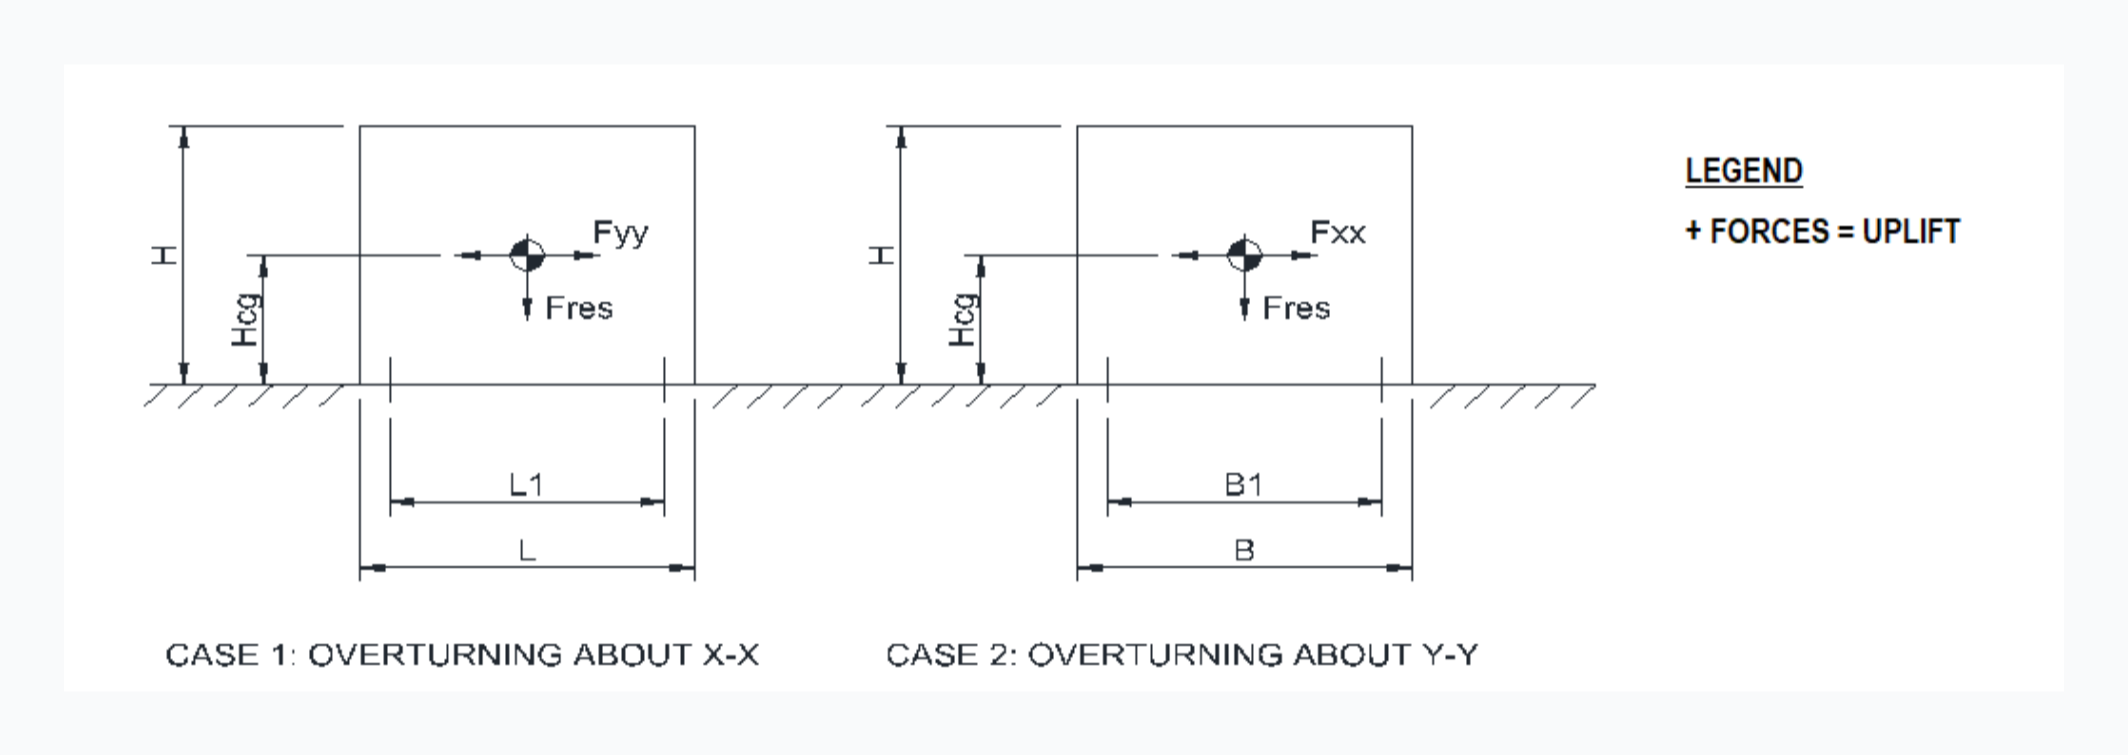 H
Hcg
Fyy
Fres
L1
L
CASE 1: OVERTURNING ABOUT X-X
H
Hcg
Fxx
Fres
B1
B
CASE 2: OVERTURNING ABOUT Y-Y
LEGEND
+ FORCES = UPLIFT